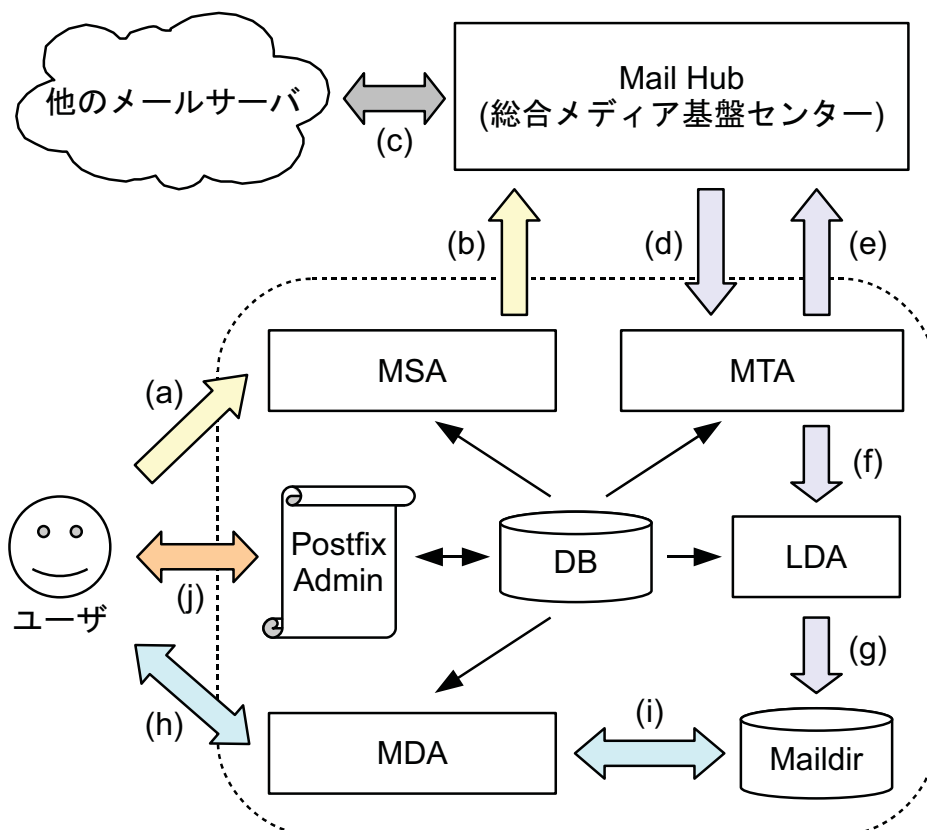 他のメールサーバ
(c)
Mail Hub
(総合メディア基盤センター)
(b)
(d)
(e)
MSA
MTA
(a)
(f)
Postfix
Admin
DB
LDA
(j)
ユーザ
(g)
(h)
MDA
(i)
Maildir